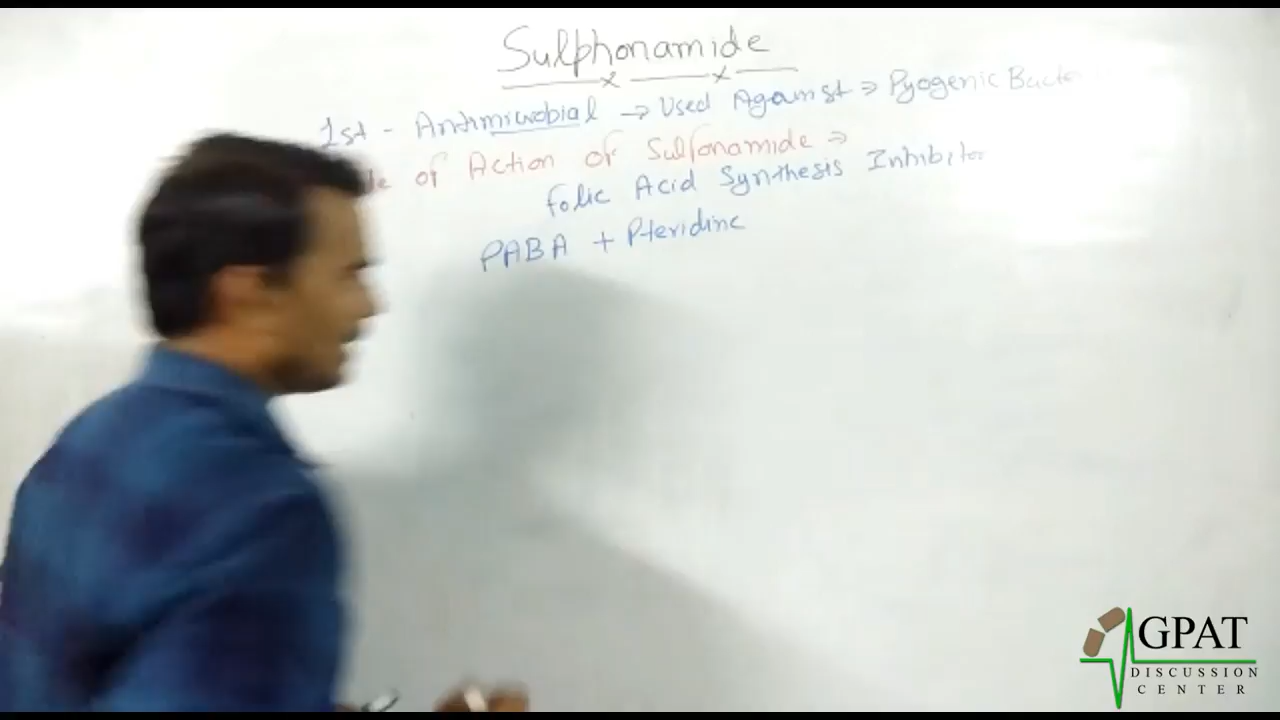 Sulphonamide
1st - Antimicrobial → Used Against ⇒ Pyogenic
of Action of Sulfonamide ⇒
Folic Acid Synthesis Inhibitor
PABA + Pteridine
GPAT
DISCUSSION
CENTER